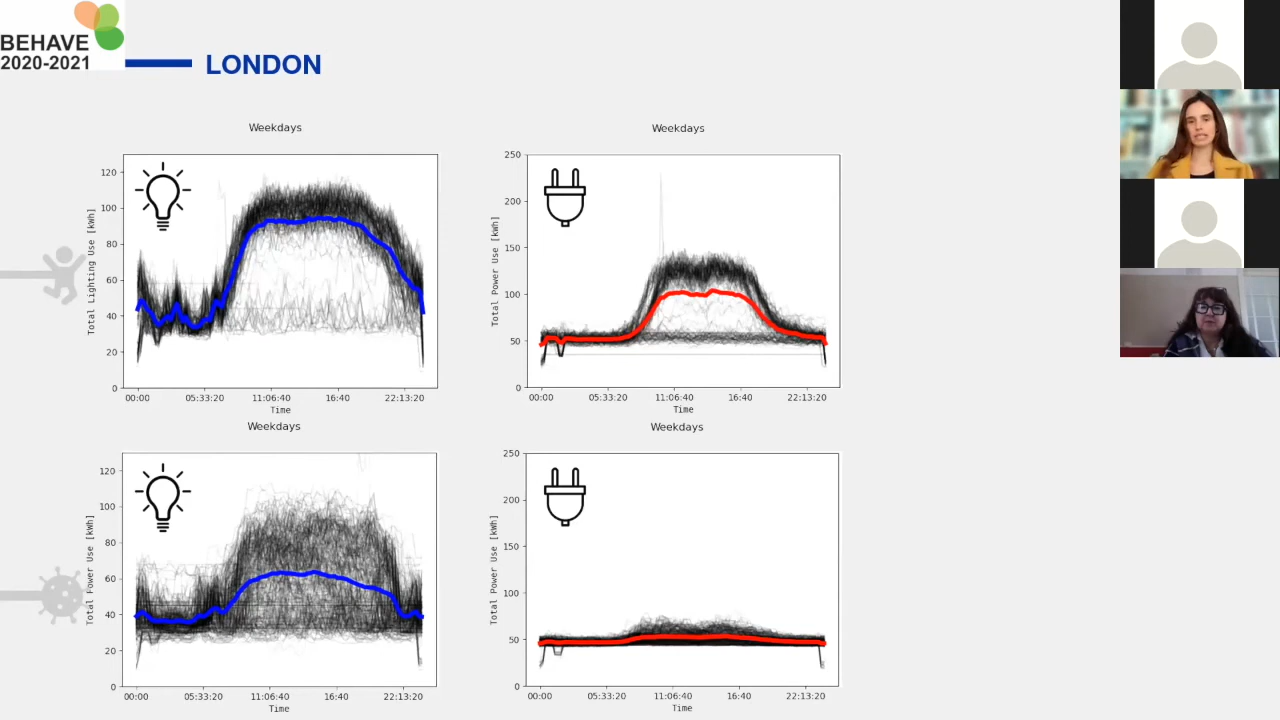 BEHAVE
2020-2021
LONDON
Weekdays
Total Lighting Use [kWh]
120
100
80
60
40
20
0
00:00 05:33:20 11:06:40 16:40 22:13:20
Time
Weekdays
Total Power Use [kWh]
250
200
150
100
50
0
00:00 05:33:20 11:06:40 16:40 22:13:20
Time
Weekdays
Total Power Use [kWh]
120
100
80
60
40
20
0
00:00 05:33:20 11:06:40 16:40 22:13:20
Time
Weekdays
Total Power Use [kWh]
250
200
150
100
50
0
00:00 05:33:20 11:06:40 16:40 22:13:20
Time